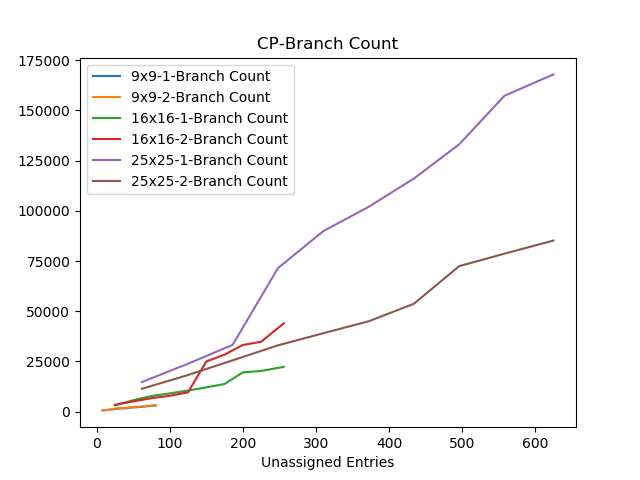 CP-Branch Count
175000
150000
125000
100000
75000
50000
25000
0
9x9-1-Branch Count
9x9-2-Branch Count
16x16-1-Branch Count
16x16-2-Branch Count
25x25-1-Branch Count
25x25-2-Branch Count
0 100 200 300 400 500 600
Unassigned Entries